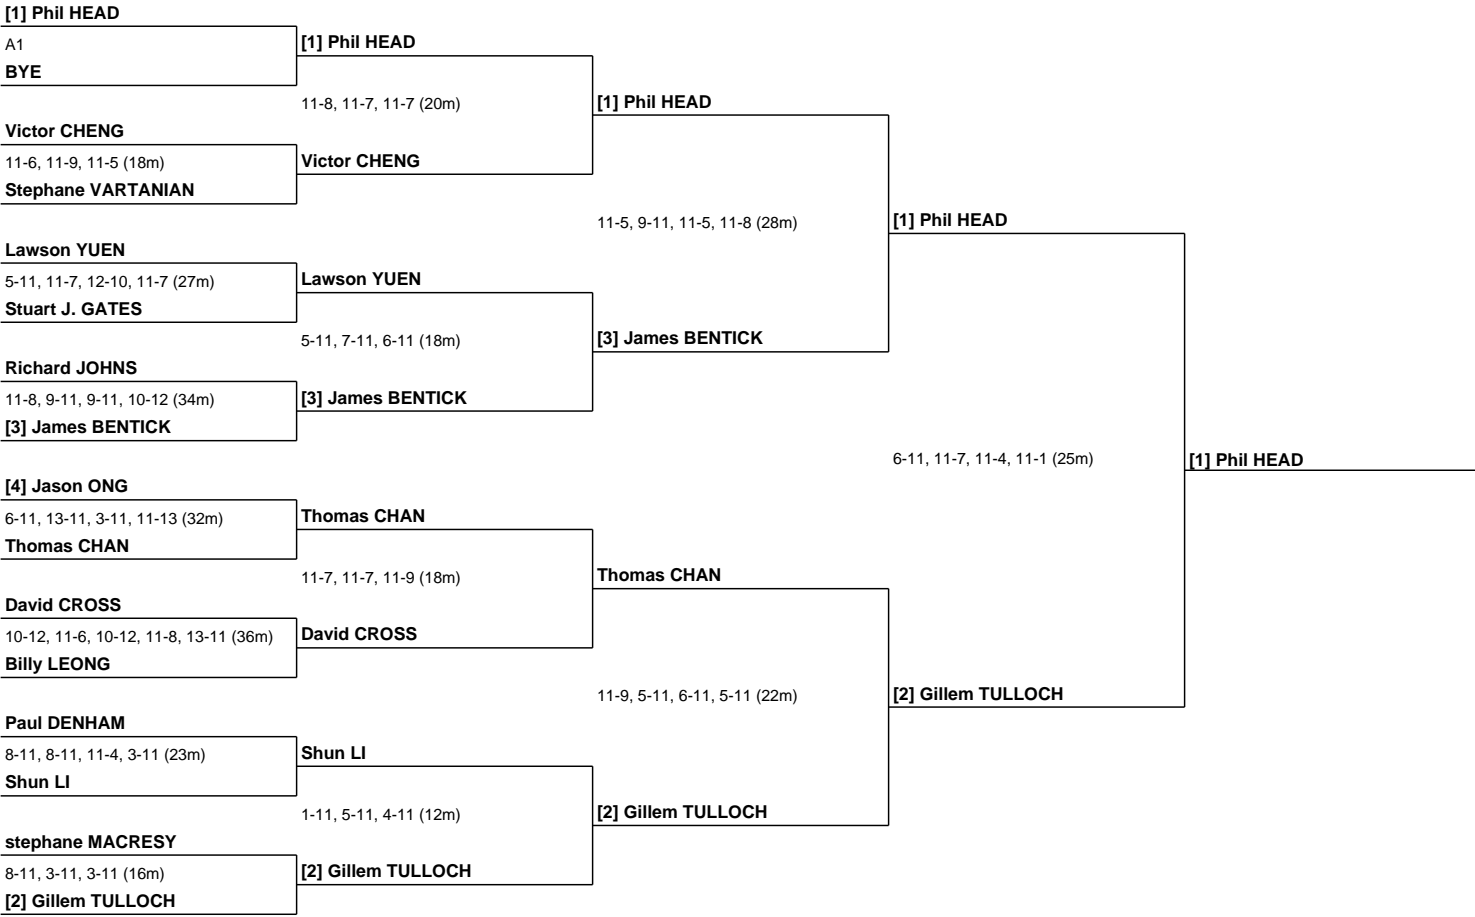 [1] Phil HEAD
A1
BYE
Victor CHENG
11-6, 11-9, 11-5 (18m)
Stephane VARTANIAN
Lawson YUEN
5-11, 11-7, 12-10, 11-7 (27m)
Stuart J. GATES
Richard JOHNS
11-8, 9-11, 9-11, 10-12 (34m)
[3] James BENTICK
[4] Jason ONG
6-11, 13-11, 3-11, 11-13 (32m)
Thomas CHAN
David CROSS
10-12, 11-6, 10-12, 11-8, 13-11 (36m)
Billy LEONG
Paul DENHAM
8-11, 8-11, 11-4, 3-11 (23m)
Shun LI
stephane MACRESY
8-11, 3-11, 3-11 (16m)
[2] Gillem TULLOCH
[1] Phil HEAD
11-8, 11-7, 11-7 (20m)
Victor CHENG
Lawson YUEN
5-11, 7-11, 6-11 (18m)
[3] James BENTICK
Thomas CHAN
11-7, 11-7, 11-9 (18m)
David CROSS
Shun LI
1-11, 5-11, 4-11 (12m)
[2] Gillem TULLOCH
[1] Phil HEAD
11-5, 9-11, 11-5, 11-8 (28m)
[3] James BENTICK
Thomas CHAN
11-9, 5-11, 6-11, 5-11 (22m)
[2] Gillem TULLOCH
[1] Phil HEAD
6-11, 11-7, 11-4, 11-1 (25m)
[2] Gillem TULLOCH
[1] Phil HEAD